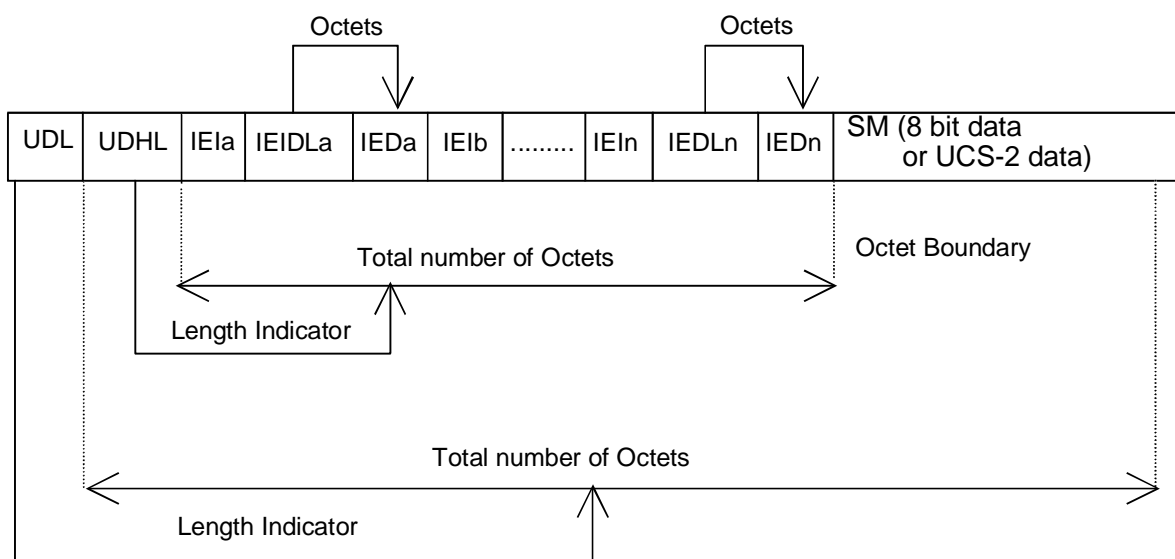 Octets Octets
UDL UDHL IEIa IEIDLa IEDa IEIb ......... IEIn IEDLn IEDn SM (8 bit data
or UCS-2 data)
Total number of Octets Octet Boundary
Length Indicator
Total number of Octets
Length Indicator